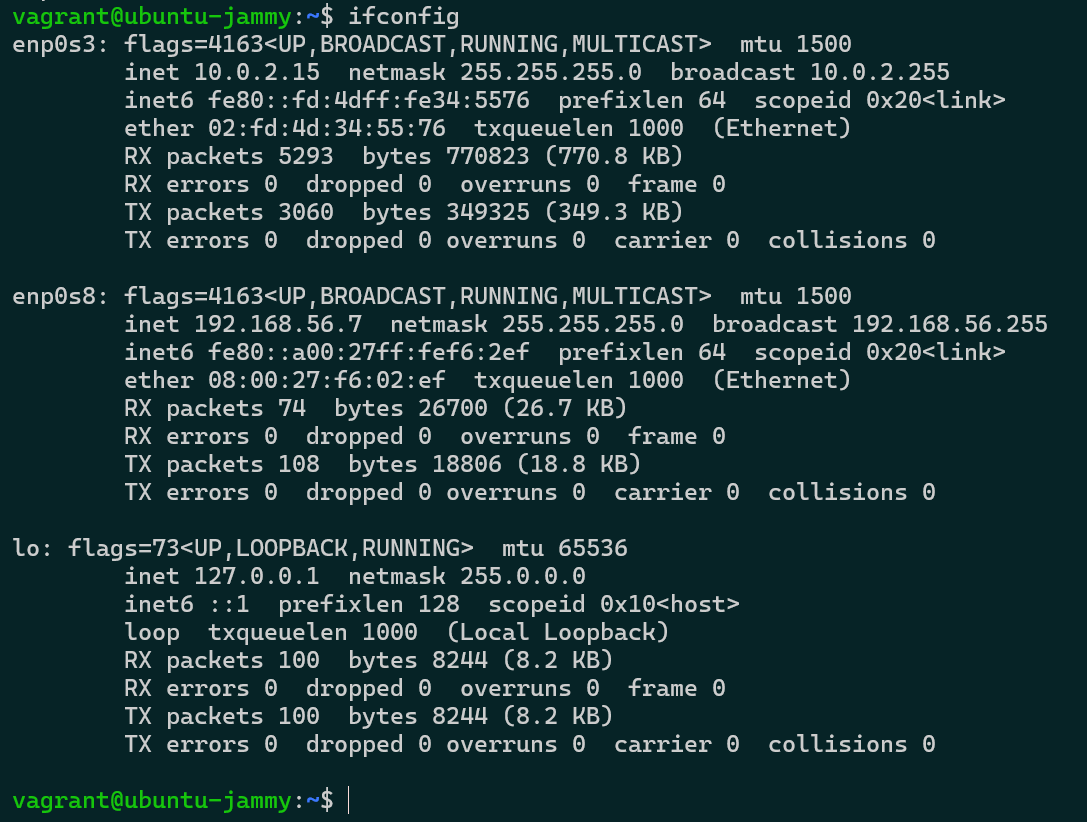 vagrant@ubuntu-jammy:~$ ifconfig
enp0s3: flags=4163<UP,BROADCAST,RUNNING,MULTICAST>  mtu 1500
        inet 10.0.2.15  netmask 255.255.255.0  broadcast 10.0.2.255
        inet6 fe80::fd:4dff:fe34:5576  prefixlen 64  scopeid 0x20<link>
        ether 02:fd:4d:34:55:76  txqueuelen 1000  (Ethernet)
        RX packets 5293  bytes 770823 (770.8 KB)
        RX errors 0  dropped 0  overruns 0  frame 0
        TX packets 3060  bytes 349325 (349.3 KB)
        TX errors 0  dropped 0 overruns 0  carrier 0  collisions 0

enp0s8: flags=4163<UP,BROADCAST,RUNNING,MULTICAST>  mtu 1500
        inet 192.168.56.7  netmask 255.255.255.0  broadcast 192.168.56.255
        inet6 fe80::a00:27ff:fef6:2ef  prefixlen 64  scopeid 0x20<link>
        ether 08:00:27:f6:02:ef  txqueuelen 1000  (Ethernet)
        RX packets 74  bytes 26700 (26.7 KB)
        RX errors 0  dropped 0  overruns 0  frame 0
        TX packets 108  bytes 18806 (18.8 KB)
        TX errors 0  dropped 0 overruns 0  carrier 0  collisions 0

lo: flags=73<UP,LOOPBACK,RUNNING>  mtu 65536
        inet 127.0.0.1  netmask 255.0.0.0
        inet6 ::1  prefixlen 128  scopeid 0x10<host>
        loop  txqueuelen 1000  (Local Loopback)
        RX packets 100  bytes 8244 (8.2 KB)
        RX errors 0  dropped 0  overruns 0  frame 0
        TX packets 100  bytes 8244 (8.2 KB)
        TX errors 0  dropped 0 overruns 0  carrier 0  collisions 0

vagrant@ubuntu-jammy:~$